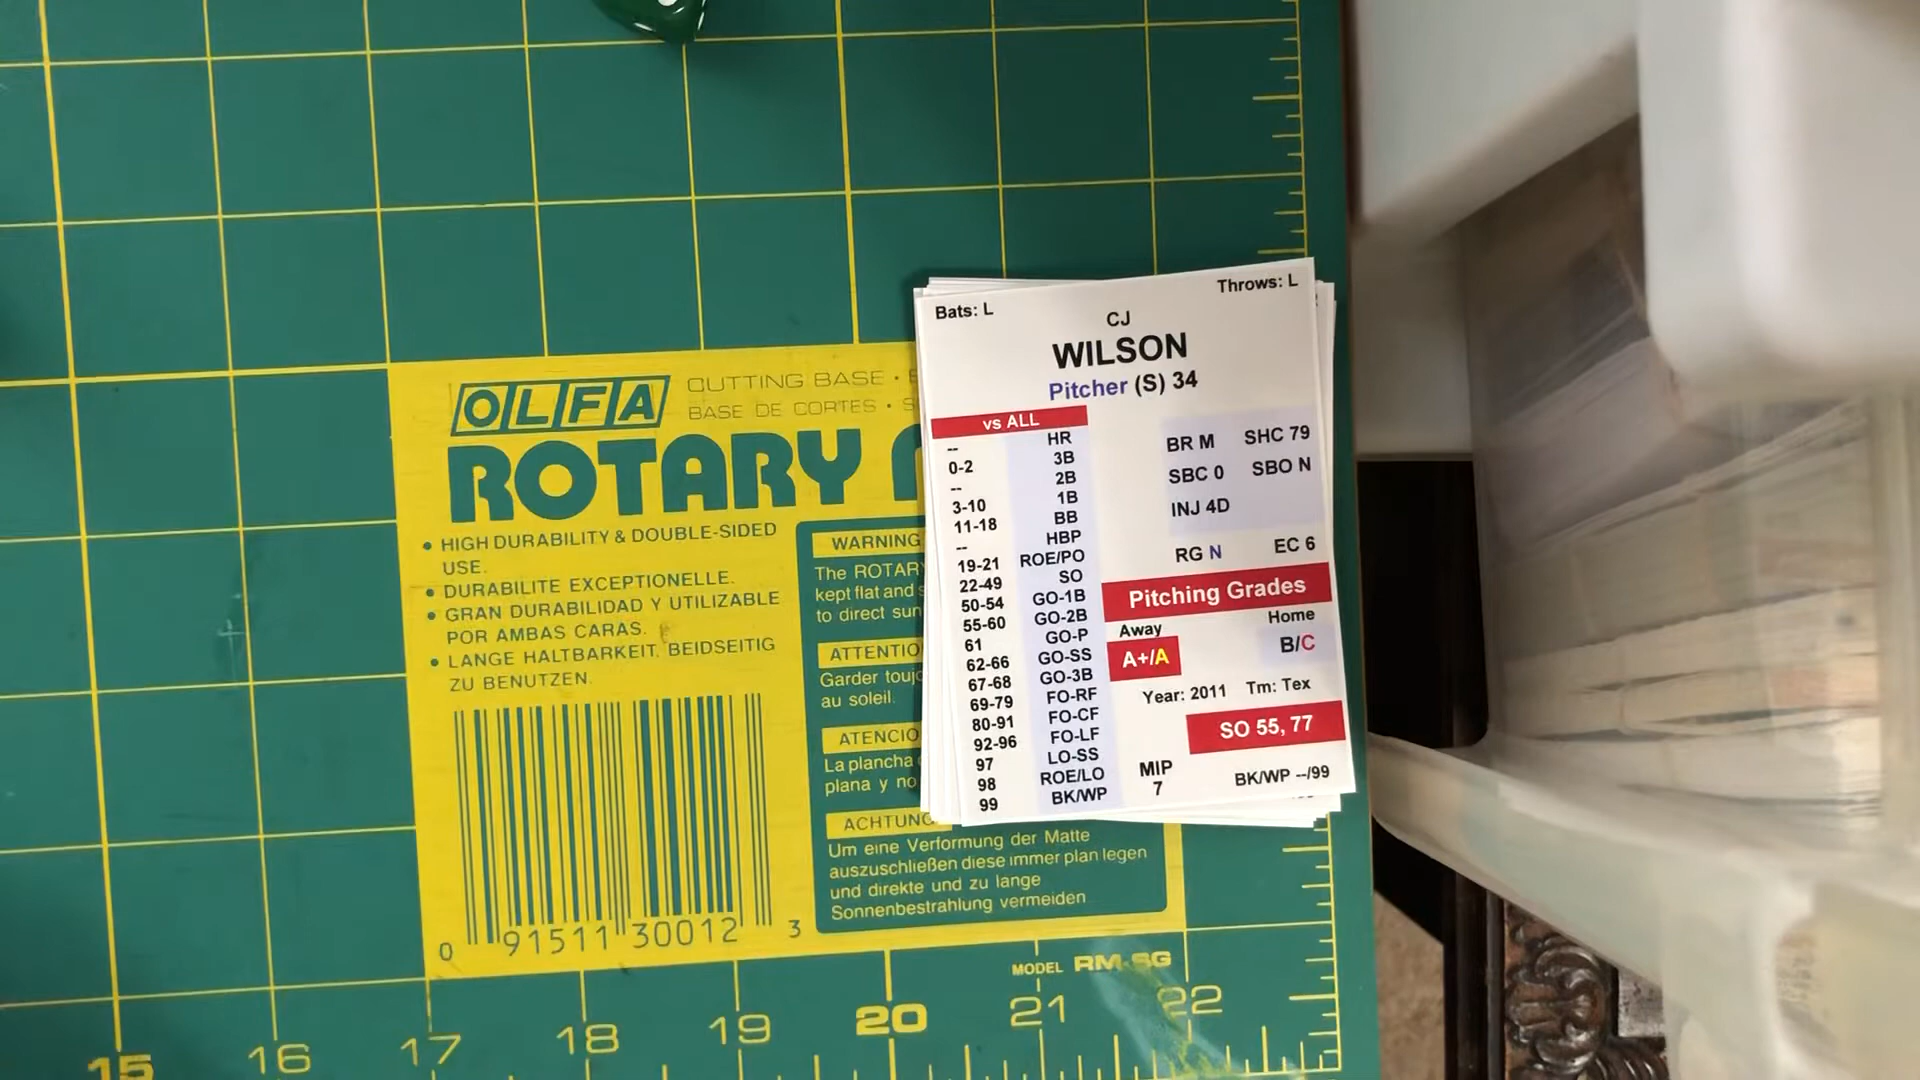 OLFA
CUTTING BASE •
BASE DE CORTES •
ROTARY
• HIGH DURABILITY & DOUBLE-SIDED
USE.
• DURABILITE EXCEPTIONELLE.
• GRAN DURABILIDAD Y UTILIZABLE
POR AMBAS CARAS.
• LANGE HALTBARKEIT, BEIDSEITIG
ZU BENUTZEN.
0 91511 30012 3
WARNING
The ROTAR
kept flat and
to direct sun
ATTENTIO
Garder touj
au soleil.
ATENCIO
La plancha
plana y no
ACHTUNG
Um eine Verformung der Matte
auszuschließen diese immer plan legen
und direkte und zu lange
Sonnenbestrahlung vermeiden
MODEL RM-SG
15 16 17 18 19 20 21 22
Bats: L Throws: L
CJ
WILSON
Pitcher (S) 34
vs ALL
-- HR
0-2 3B
-- 2B
3-10 1B
11-18 BB
-- HBP
19-21 ROE/PO
22-49 SO
50-54 GO-1B
55-60 GO-2B
61 GO-P
62-66 GO-SS
67-68 GO-3B
69-79 FO-RF
80-91 FO-CF
92-96 FO-LF
97 LO-SS
98 ROE/LO
99 BK/WP
BR M SHC 79
SBC 0 SBO N
INJ 4D
RG N EC 6
Pitching Grades
Away Home
A+/A B/C
Year: 2011 Tm: Tex
SO 55, 77
MIP
7
BK/WP --/99